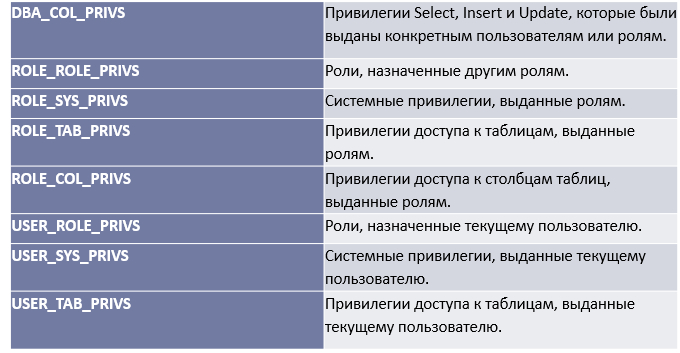 DBA_COL_PRIVS
Привилегии Select, Insert и Update, которые были
выданы конкретным пользователям или ролям.
ROLE_ROLE_PRIVS
Роли, назначенные другим ролям.
ROLE_SYS_PRIVS
Системные привилегии, выданные ролям.
ROLE_TAB_PRIVS
Привилегии доступа к таблицам, выданные
ролям.
ROLE_COL_PRIVS
Привилегии доступа к столбцам таблиц,
выданные ролям.
USER_ROLE_PRIVS
Роли, назначенные текущему пользователю.
USER_SYS_PRIVS
Системные привилегии, выданные текущему
пользователю.
USER_TAB_PRIVS
Привилегии доступа к таблицам, выданные
текущему пользователю.